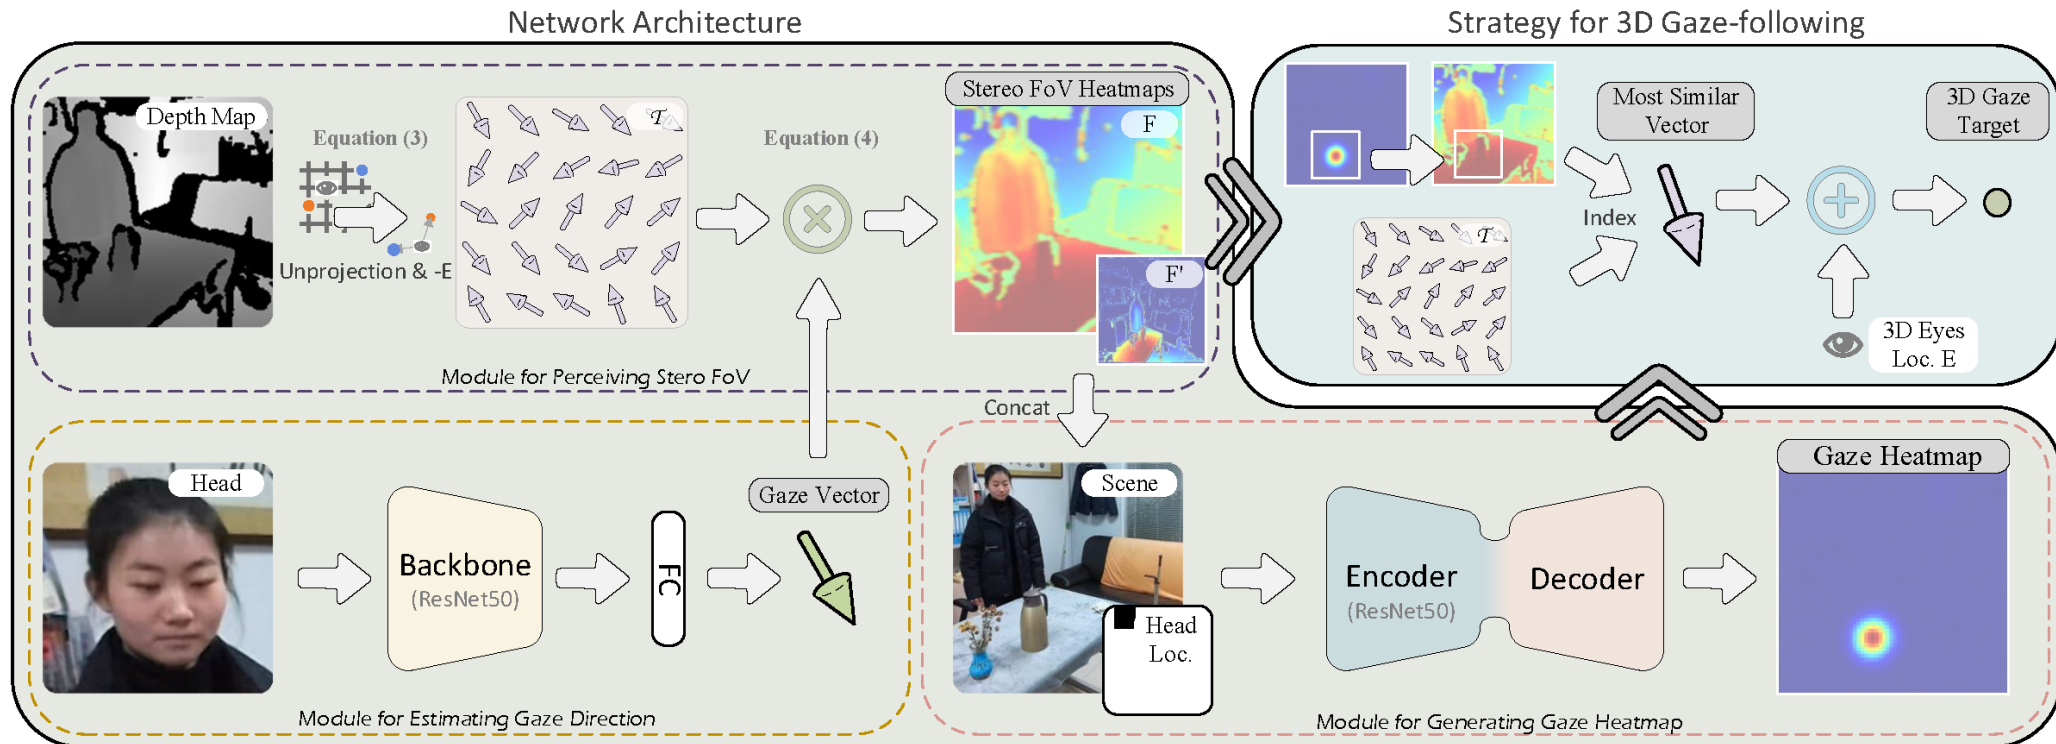 Network Architecture
Strategy for 3D Gaze-following
Depth Map
Equation (3)
Unprojection & -E
𝒯
Equation (4)
Stereo FoV Heatmaps
F
F'
Module for Perceiving Stero FoV
Most Similar
Vector
3D Gaze
Target
Index
𝒯
3D Eyes
Loc. E
Concat
Head
Backbone
(ResNet50)
FC
Gaze Vector
Module for Estimating Gaze Direction
Scene
Head
Loc.
Encoder
(ResNet50)
Decoder
Gaze Heatmap
Module for Generating Gaze Heatmap